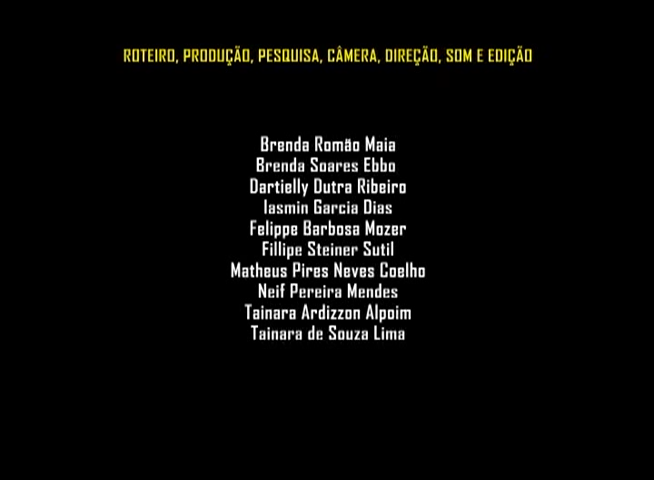 ROTEIRO, PRODUÇÃO, PESQUISA, CÂMERA, DIREÇÃO, SOM E EDIÇÃO
Brenda Romão Maia
Brenda Soares Ebbo
Dartielly Dutra Ribeiro
Iasmin Garcia Dias
Felippe Barbosa Mozer
Fillipe Steiner Sutil
Matheus Pires Neves Coelho
Neif Pereira Mendes
Tainara Ardizzon Alpoim
Tainara de Souza Lima